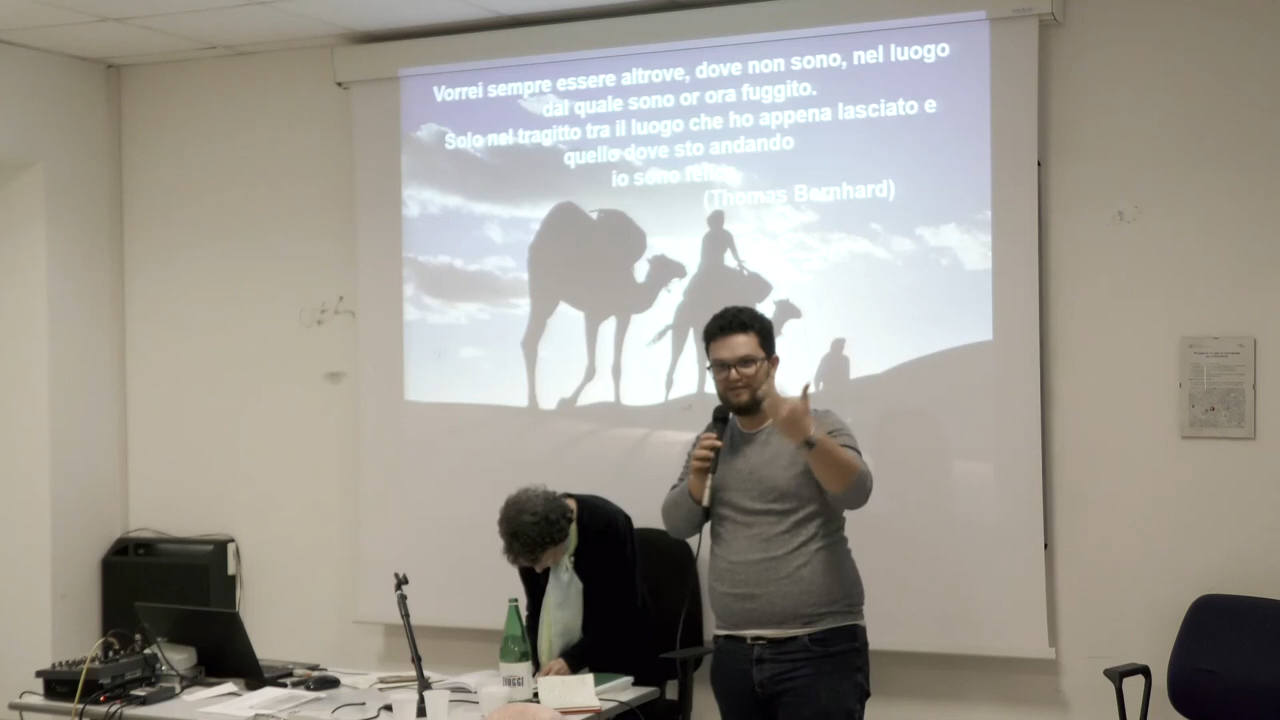 Vorrei sempre essere altrove, dove non sono, nel luogo
dal quale sono or ora fuggito.
Solo nel tragitto tra il luogo che ho appena lasciato e
quello dove sto andando
io sono felice
(Thomas Bernhard)